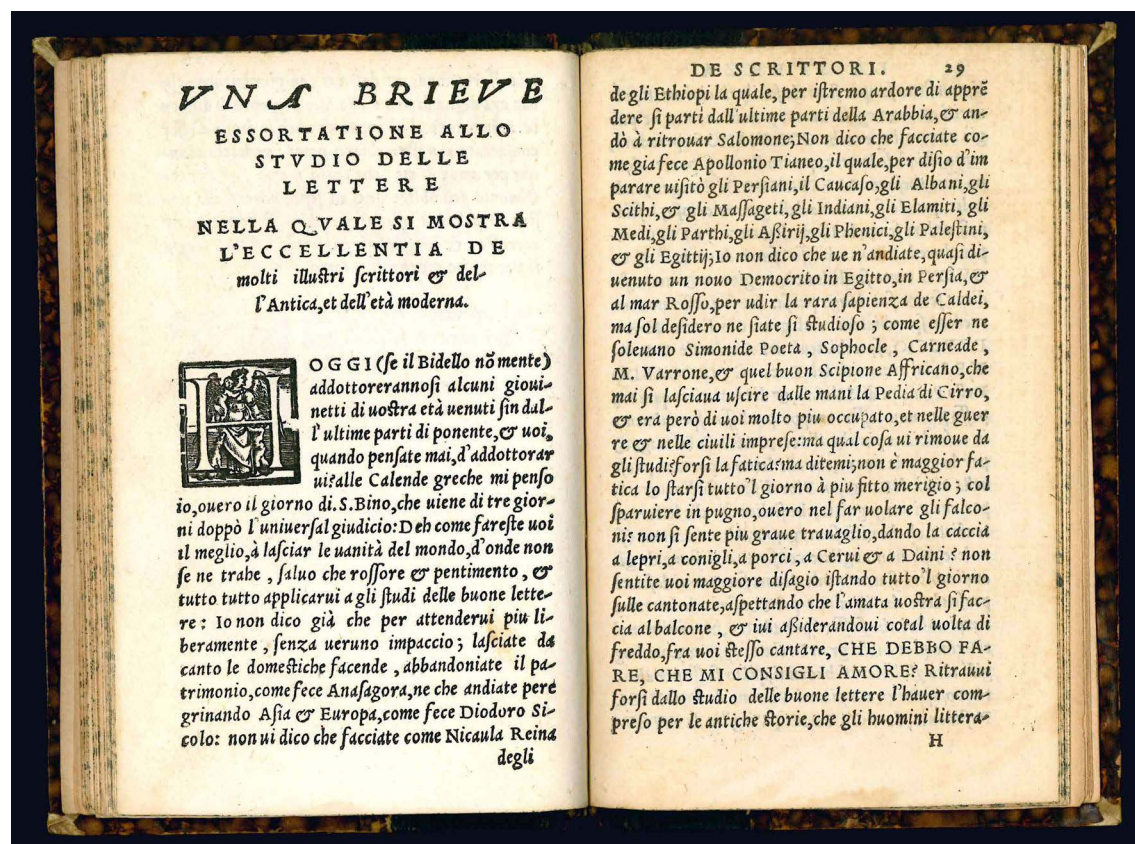 VNA BRIEVE
ESSORTATIONE ALLO
STVDIO DELLE
LETTERE
NELLA QVALE SI MOSTRA
L'ECCELLENTIA DE
molti illuſtri ſcrittori & del-
l'Antica, et dell'età moderna.
HOGGI (ſe il Bidello nõ mente)
addottorerannoſi alcuni gioui-
netti di uoſtra età uenuti ſin dal-
l'ultime parti di ponente, & uoi,
quando penſate mai, d'addottorar
ui? alle Calende greche mi penſo
io, ouero il giorno di. S. Bino, che uiene di tre gior-
ni doppò l'uniuerſal giudicio: Deh come fareſte uoi
il meglio, à laſciar le uanità del mondo, d'onde non
ſe ne trahe, ſaluo che roſſore & pentimento, &
tutto tutto applicarui a gli ſtudi delle buone lette-
re: Io non dico già che per attenderui piu li-
beramente, ſenza ueruno impaccio; laſciate da
canto le domeſtiche facende, abbandoniate il pa-
trimonio, come fece Anaſagora, ne che andiate pere
grinando Aſia & Europa, come fece Diodoro Si-
colo: non ui dico che facciate come Nicaula Reina
degli
DE SCRITTORI. 29
de gli Ethiopi la quale, per iſtremo ardore di apprẽ
dere ſi parti dall'ultime parti della Arabbia, & an-
dò à ritrouar Salomone; Non dico che facciate co-
me gia fece Apollonio Tianeo, il quale, per diſio d'im
parare uiſitò gli Perſiani, il Caucaſo, gli Albani, gli
Scithi, & gli Maſſageti, gli Indiani, gli Elamiti, gli
Medi, gli Parthi, gli Aßirij, gli Phenici, gli Paleſtini,
& gli Egittij; Io non dico che ue n'andiate, quaſi di-
uenuto un nouo Democrito in Egitto, in Perſia, &
al mar Roſſo, per udir la rara ſapienza de Caldei,
ma ſol deſidero ne ſiate ſi ſtudioſo; come eſſer ne
ſoleuano Simonide Poeta, Sophocle, Carneade,
M. Varrone, & quel buon Scipione Affricano, che
mai ſi laſciaua uſcire dalle mani la Pedia di Cirro,
& era però di uoi molto piu occupato, et nelle guer
re & nelle ciuili impreſe: ma qual coſa ui rimoue da
gli ſtudi? forſi la fatica? ma ditemi; non è maggior fa-
tica lo ſtarſi tutto'l giorno à piu fitto merigio; col
ſparuiere in pugno, ouero nel far uolare gli falco-
ni? non ſi ſente piu graue trauaglio, dando la caccia
a lepri, a conigli, a porci, a Cerui & a Daini? non
ſentite uoi maggiore diſagio iſtando tutto'l giorno
ſulle cantonate, aſpettando che l'amata uoſtra ſi fac-
cia al balcone, & iui aßiderandoui cotal uolta di
freddo, fra uoi ſteſſo cantare, CHE DEBBO FA-
RE, CHE MI CONSIGLI AMORE? Ritraui
forſi dallo ſtudio delle buone lettere l'hauer com-
preſo per le antiche ſtorie, che gli huomini littera-
H